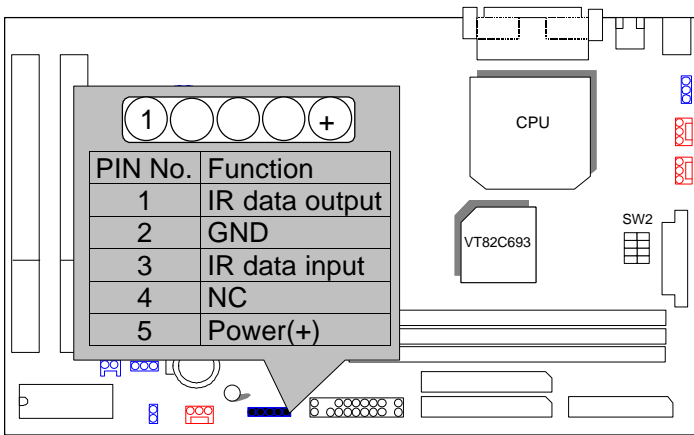 CPU
SW2
VT82C693
1 +
PIN No. Function
1 IR data output
2 GND
3 IR data input
4 NC
5 Power(+)